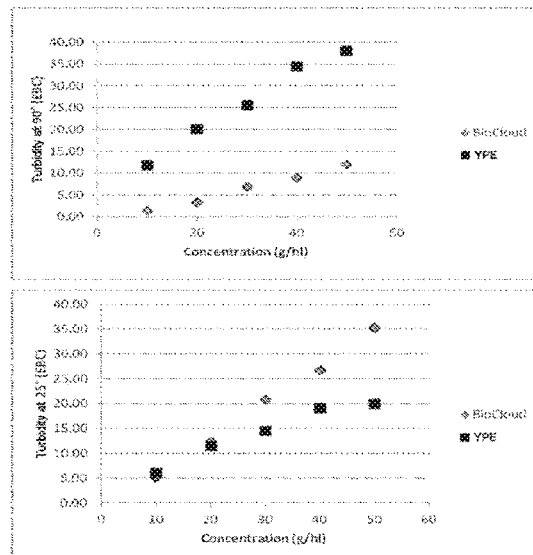 40.00
35.00
30.00
25.00
20.00
15.00
10.00
5.00
0.00
Turbidity at 90° (EBC)
0 10 20 30 40 50 60
Concentration (g/hl)
BioCloud
YPE
40.00
35.00
30.00
25.00
20.00
15.00
10.00
5.00
0.00
Turbidity at 25° (EBC)
0 10 20 30 40 50 60
Concentration (g/hl)
BioCloud
YPE